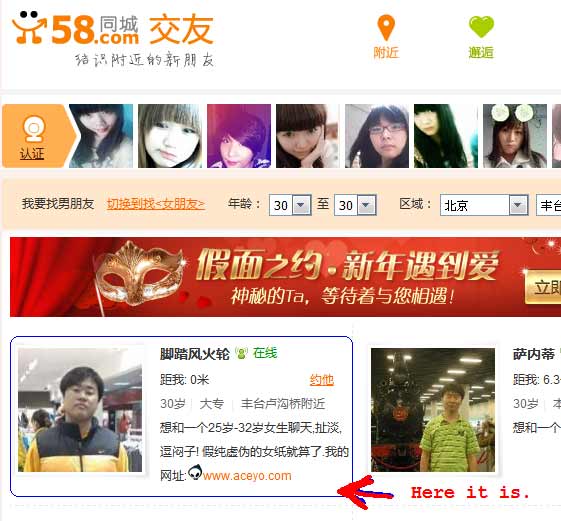 58同城 交友
.com
结识附近的新朋友
附近
邂逅
认证
我要找男朋友 切换到找<女朋友> 年龄: 30 至 30 区域: 北京 丰台
假面之约·新年遇到爱
神秘的Ta，等待着与您相遇！
立即
脚踏风火轮 在线
距我: 0米 约他
30岁 | 大专 | 丰台卢沟桥附近
想和一个25岁-32岁女生聊天,扯淡,
逗闷子! 假纯虚伪的女纸就算了.我的
网址: www.aceyo.com
萨内蒂
距我: 6.3
30岁
想和一
Here it is.